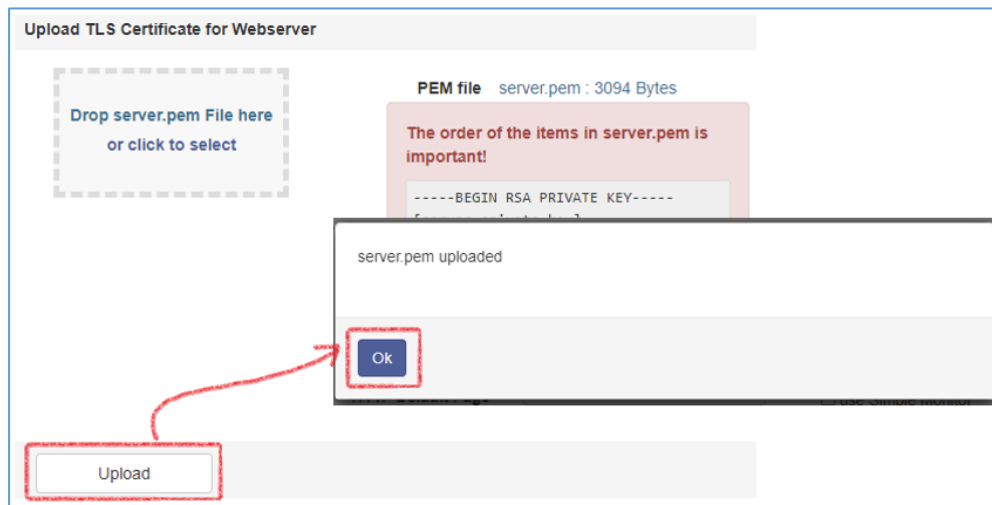 Upload TLS Certificate for Webserver
Drop server.pem File here
or click to select
PEM file server.pem : 3094 Bytes
The order of the items in server.pem is
important!
-----BEGIN RSA PRIVATE KEY-----
server.pem uploaded
Ok
Upload